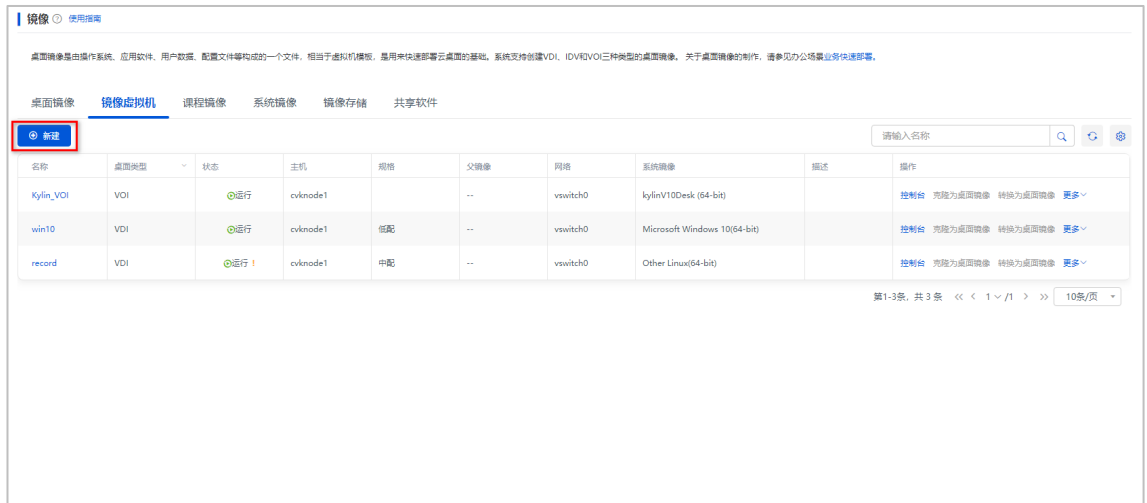 镜像 使用指南
桌面镜像是由操作系统、应用软件、用户数据、配置文件等构成的一个文件，相当于虚拟机模板，是用来快速部署云桌面的基础。系统支持创建VDI、IDV和VOI三种类型的桌面镜像。 关于桌面镜像的制作，请参见办公场景业务快速部署。
桌面镜像 镜像虚拟机 课程镜像 系统镜像 镜像存储 共享软件
新建 请输入名称
名称 桌面类型 状态 主机 规格 父镜像 网络 系统镜像 描述 操作
Kylin_VOI VOI 运行 cvknode1 -- vswitch0 kylinV10Desk (64-bit) 控制台 克隆为桌面镜像 转换为桌面镜像 更多
win10 VDI 运行 cvknode1 低配 -- vswitch0 Microsoft Windows 10(64-bit) 控制台 克隆为桌面镜像 转换为桌面镜像 更多
record VDI 运行 ! cvknode1 中配 -- vswitch0 Other Linux(64-bit) 控制台 克隆为桌面镜像 转换为桌面镜像 更多
第1-3条, 共 3 条 << < 1 /1 > >> 10条/页